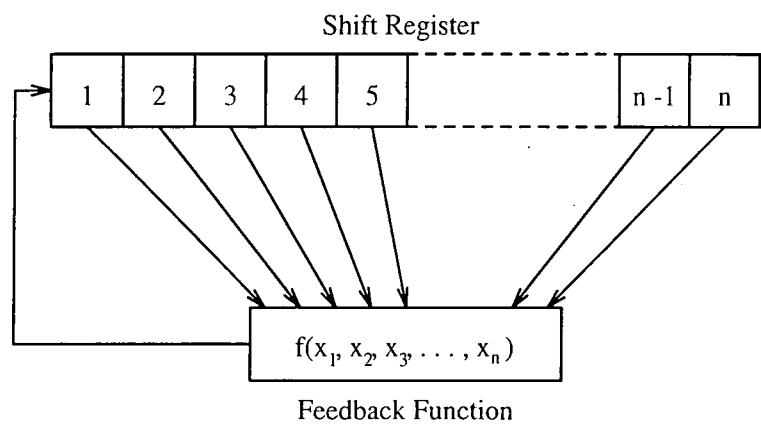 Shift Register
1 2 3 4 5 n -1 n
f(x₁, x₂, x₃, . . . , xₙ)
Feedback Function